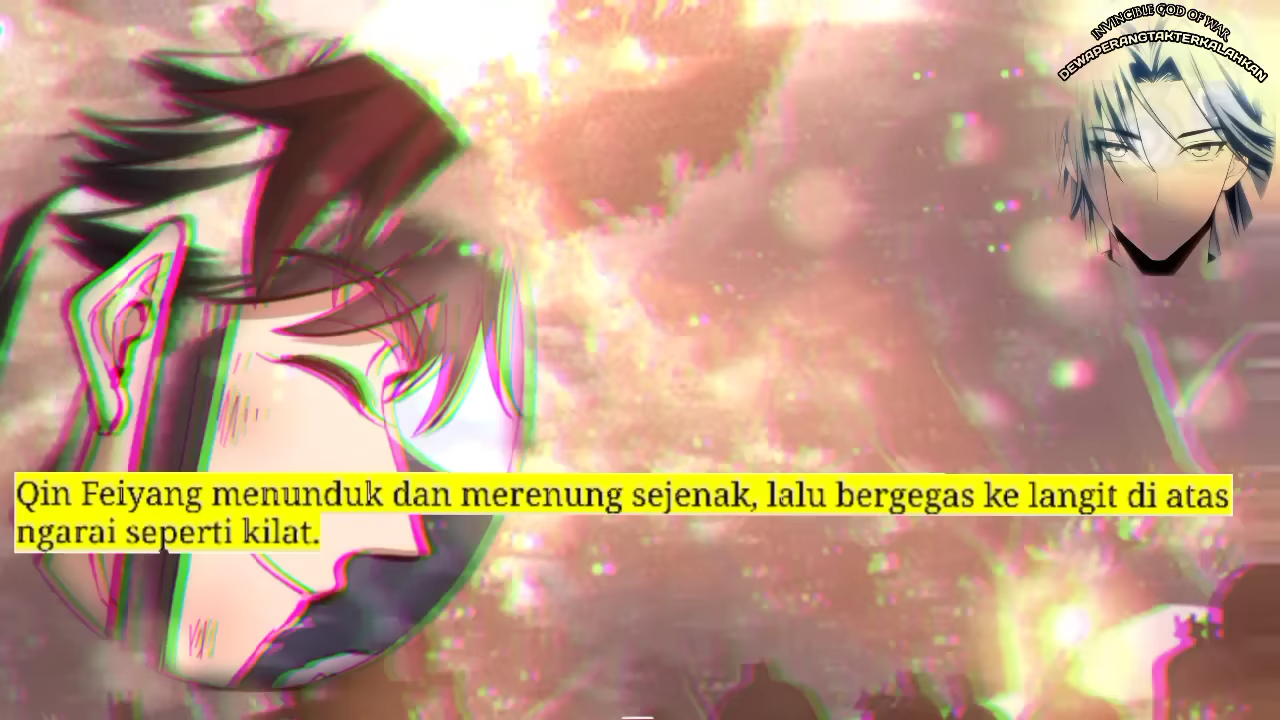 INVINCIBLE GOD OF WAR
DEWAPERANGTAKTERKALAHKAN
Qin Feiyang menunduk dan merenung sejenak, lalu bergegas ke langit di atas
ngarai seperti kilat.